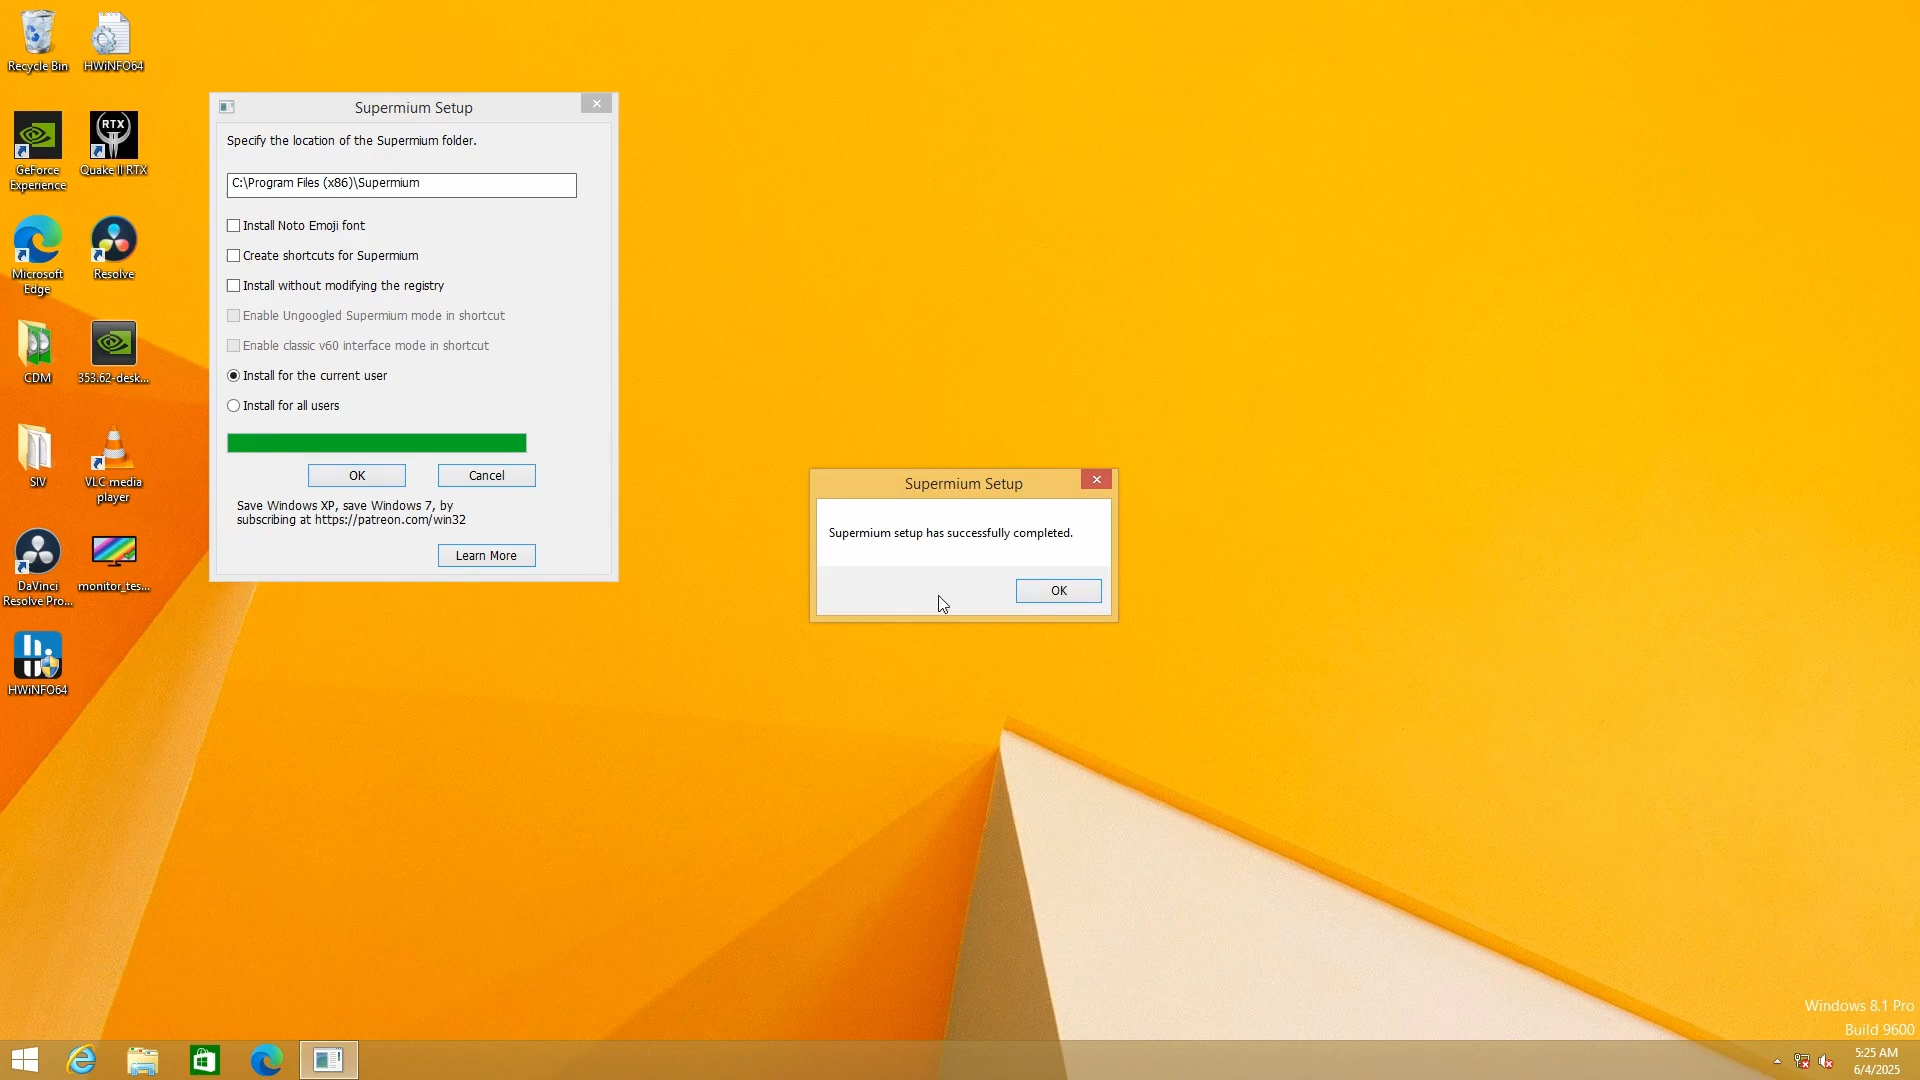 Recycle Bin
HWiNFO64
GeForce
Experience
RTX
Quake II RTX
Microsoft
Edge
Resolve
CDM
353.62-desk...
SIV
VLC media
player
DaVinci
Resolve Pro...
monitor_tes...
HWiNFO64
Supermium Setup
Specify the location of the Supermium folder.
C:\Program Files (x86)\Supermium
Install Noto Emoji font
Create shortcuts for Supermium
Install without modifying the registry
Enable Ungoogled Supermium mode in shortcut
Enable classic v60 interface mode in shortcut
Install for the current user
Install for all users
OK
Cancel
Save Windows XP, save Windows 7, by
subscribing at https://patreon.com/win32
Learn More
Supermium Setup
Supermium setup has successfully completed.
OK
Windows 8.1 Pro
Build 9600
5:25 AM
6/4/2025